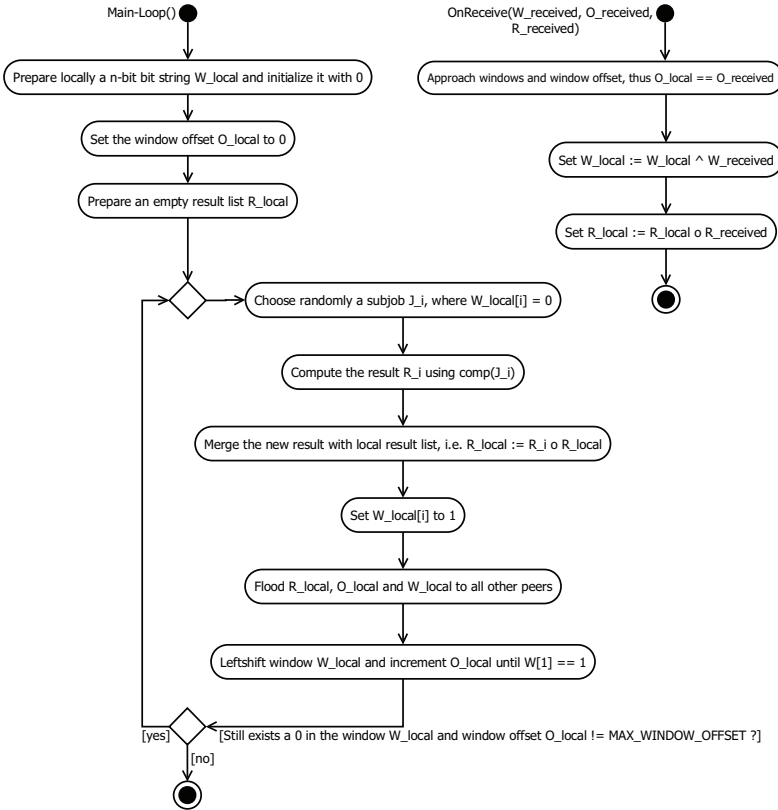 Main-Loop()
Prepare locally a n-bit bit string W_local and initialize it with 0
Set the window offset O_local to 0
Prepare an empty result list R_local
Choose randomly a subjob J_i, where W_local[i] = 0
Compute the result R_i using comp(J_i)
Merge the new result with local result list, i.e. R_local := R_i o R_local
Set W_local[i] to 1
Flood R_local, O_local and W_local to all other peers
Leftshift window W_local and increment O_local until W[1] == 1
[yes]
[Still exists a 0 in the window W_local and window offset O_local != MAX_WINDOW_OFFSET ?]
[no]
OnReceive(W_received, O_received,
R_received)
Approach windows and window offset, thus O_local == O_received
Set W_local := W_local ^ W_received
Set R_local := R_local o R_received